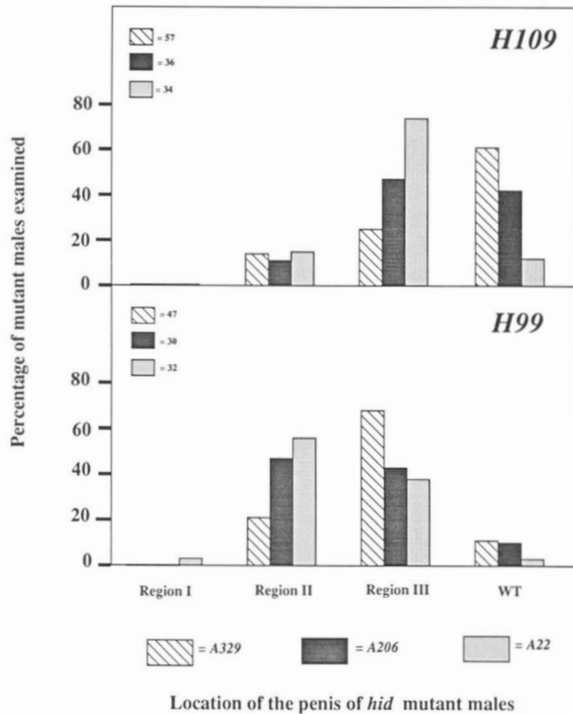 H109
= 57
= 36
= 34
80
60
40
20
0
H99
= 47
= 30
= 32
80
60
40
20
0
Percentage of mutant males examined
Region I Region II Region III WT
= A329 = A206 = A22
Location of the penis of hid mutant males